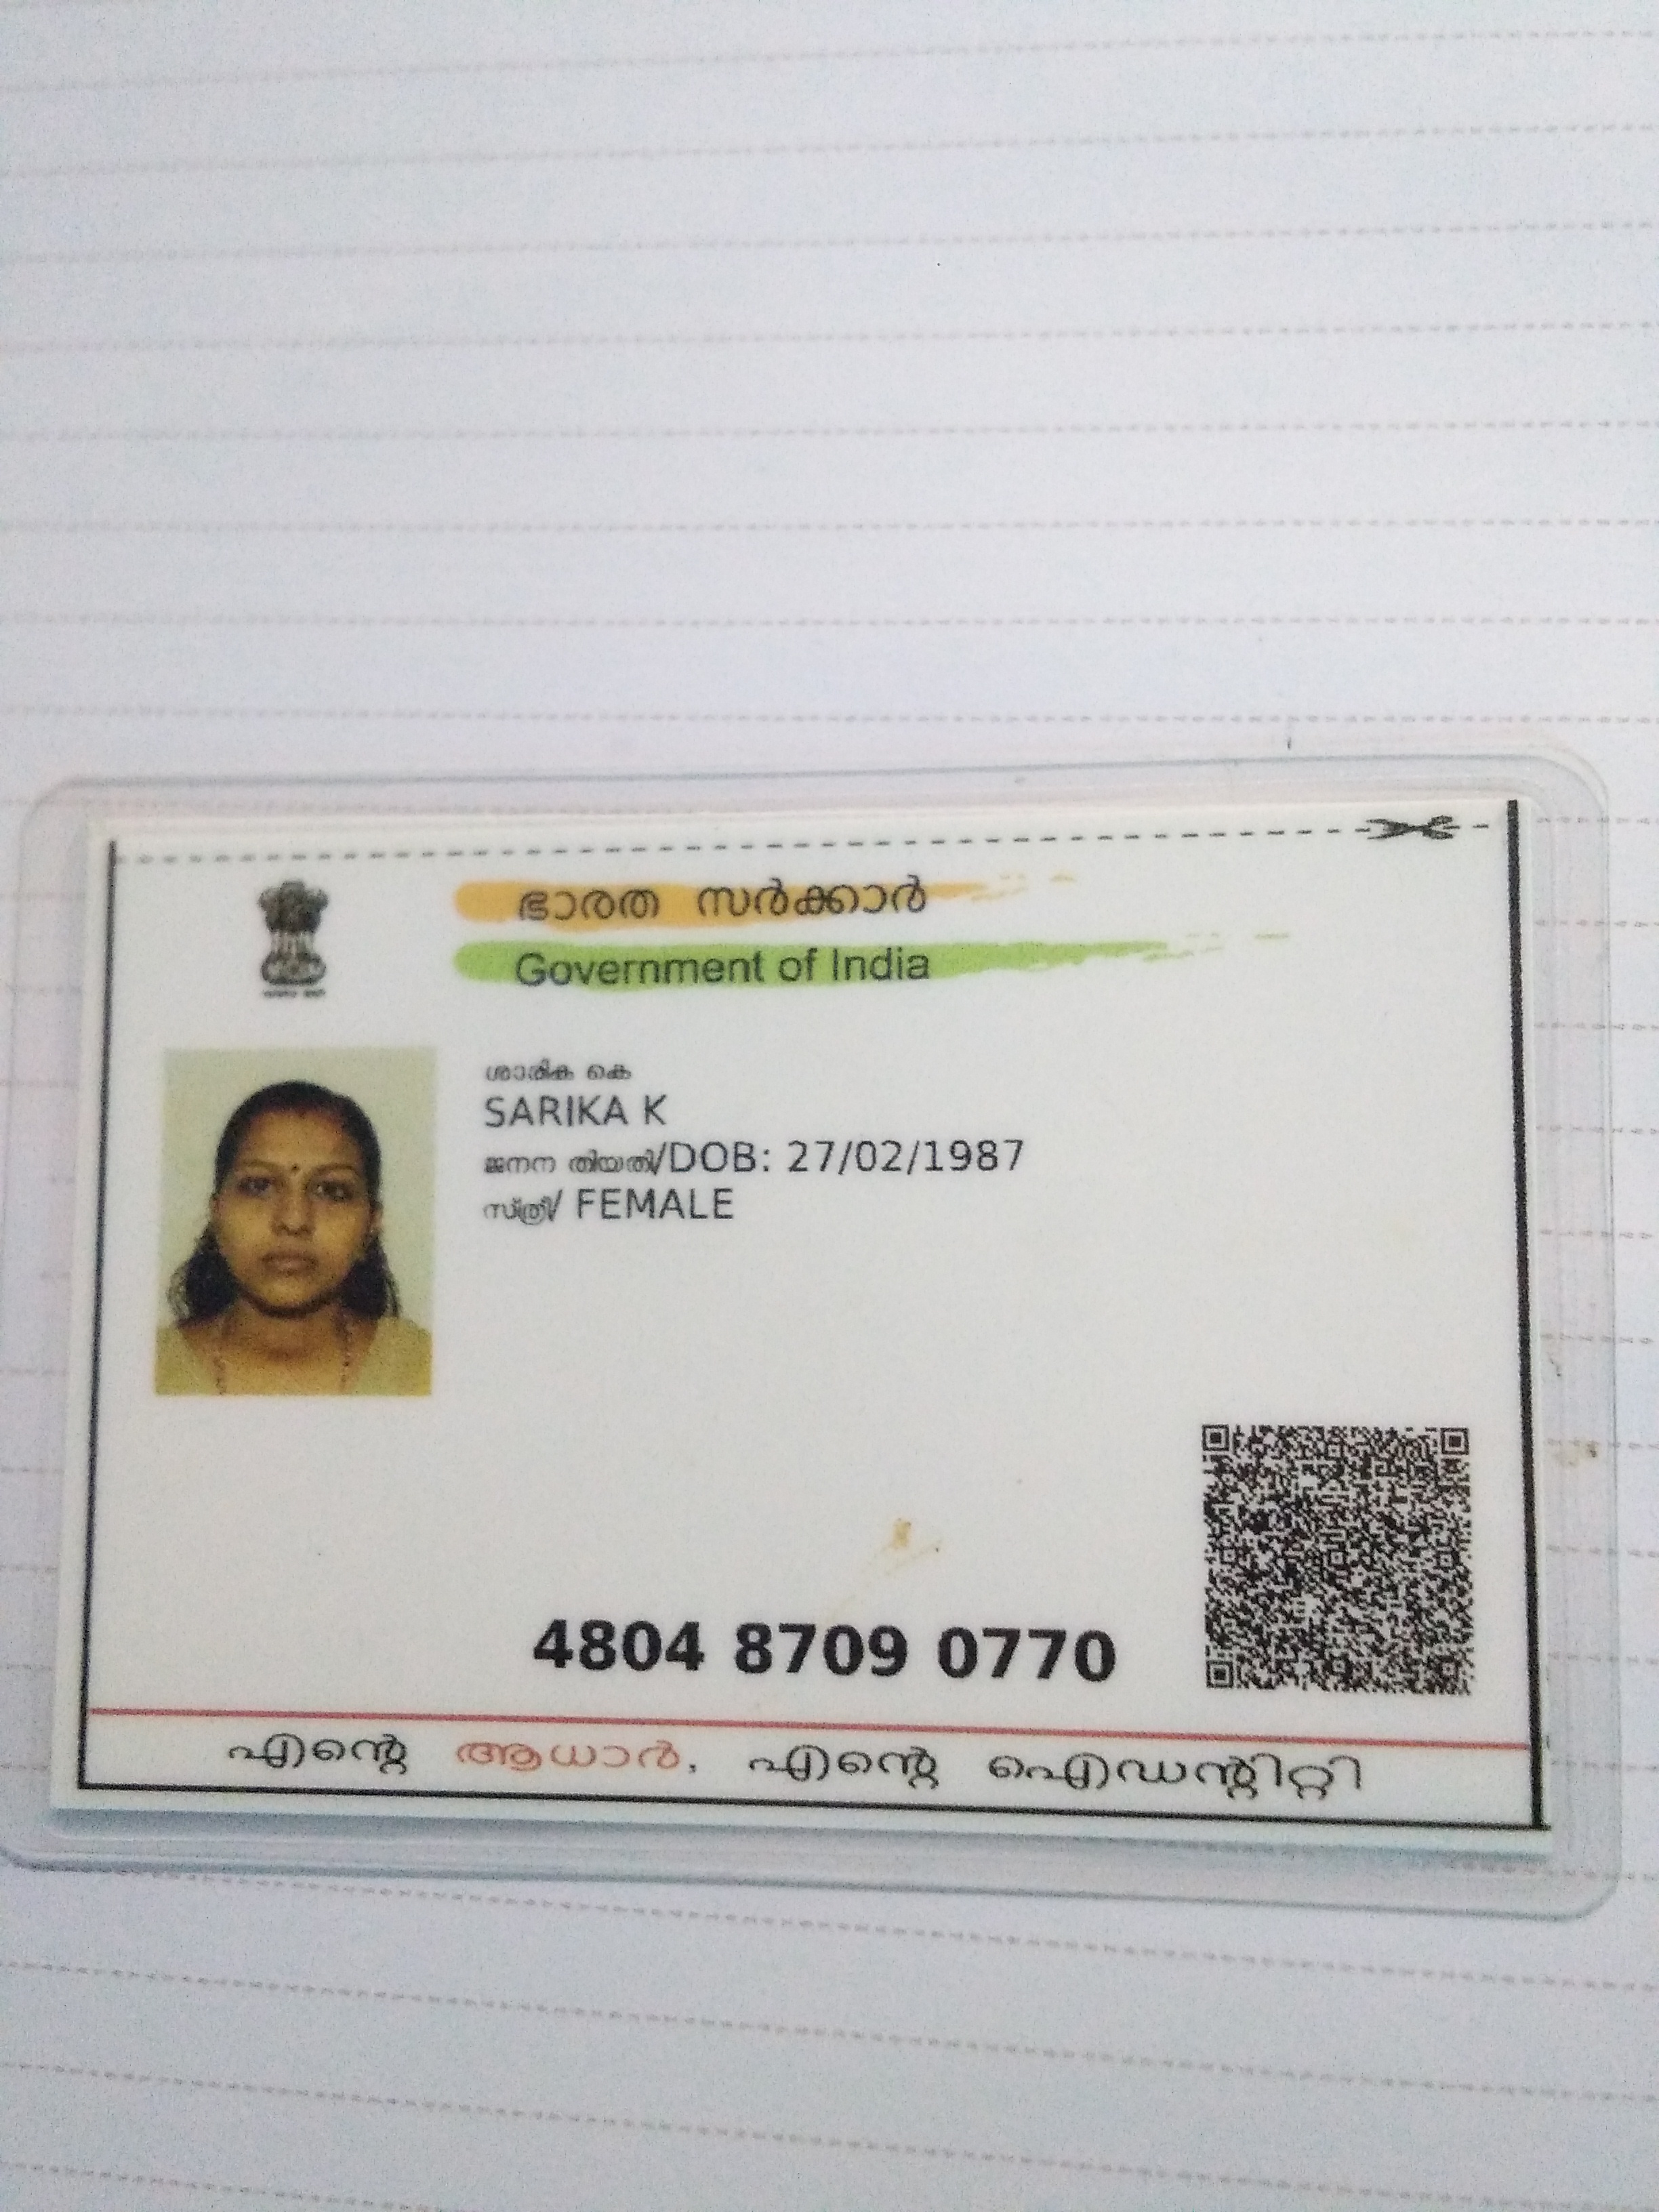 ഭാരത സർക്കാർ
Government of India
ശാരിക കെ
SARIKA K
ജനന തിയതി/DOB: 27/02/1987
സ്ത്രീ/ FEMALE
4804 8709 0770
എന്റെ ആധാർ, എന്റെ ഐഡന്റിറ്റി